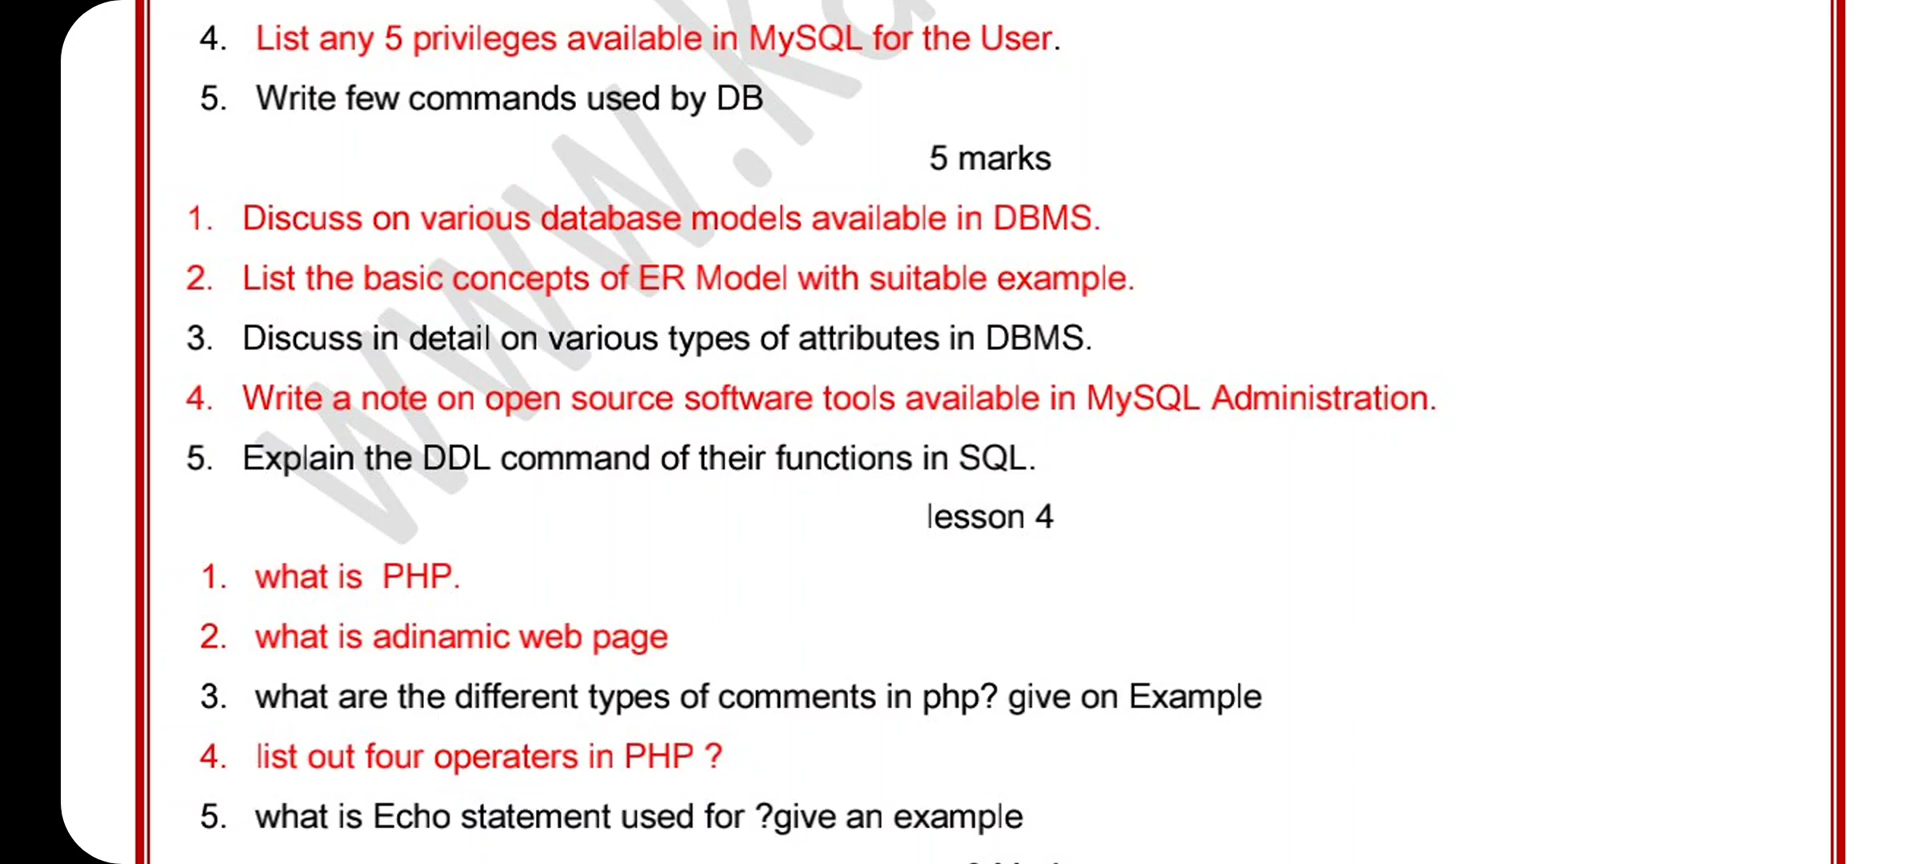 4. List any 5 privileges available in MySQL for the User.
5. Write few commands used by DB
5 marks
1. Discuss on various database models available in DBMS.
2. List the basic concepts of ER Model with suitable example.
3. Discuss in detail on various types of attributes in DBMS.
4. Write a note on open source software tools available in MySQL Administration.
5. Explain the DDL command of their functions in SQL.
lesson 4
1. what is PHP.
2. what is adinamic web page
3. what are the different types of comments in php? give on Example
4. list out four operaters in PHP ?
5. what is Echo statement used for ?give an example